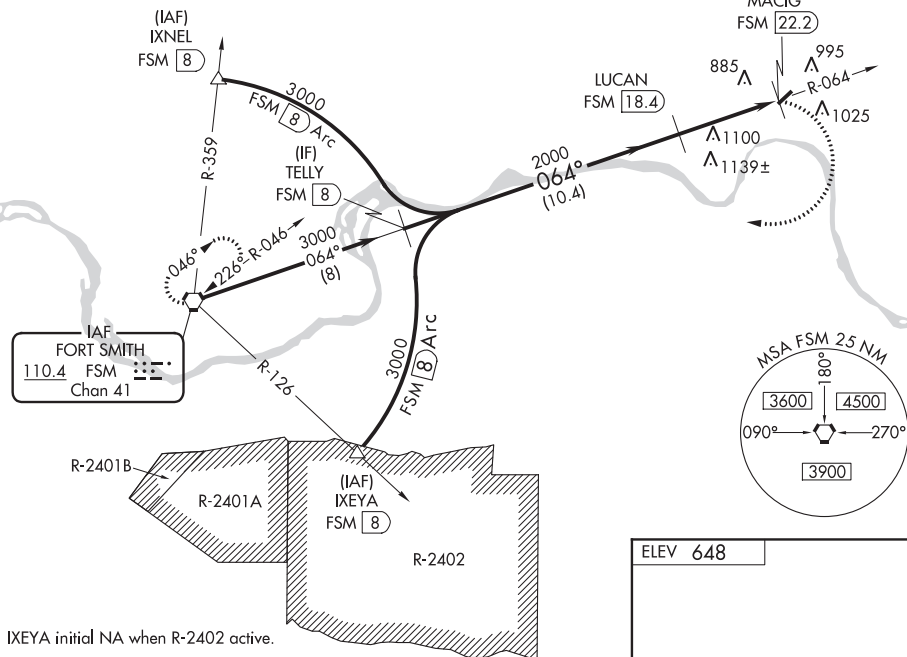 MACIG
FSM 22.2
(IAF)
IXNEL
FSM 8
995
885
R-064
LUCAN
FSM 18.4
1025
3000
FSM 8 Arc
1100
1139±
(IF)
TELLY
FSM 8
2000
064°
(10.4)
R-359
046°
226°
R-046
3000
064°
(8)
IAF
FORT SMITH
110.4 FSM
Chan 41
R-126
3000
FSM 8 Arc
MSA FSM 25 NM
180°
3600
4500
090°
270°
3900
R-2401B
R-2401A
(IAF)
IXEYA
FSM 8
R-2402
ELEV 648
IXEYA initial NA when R-2402 active.